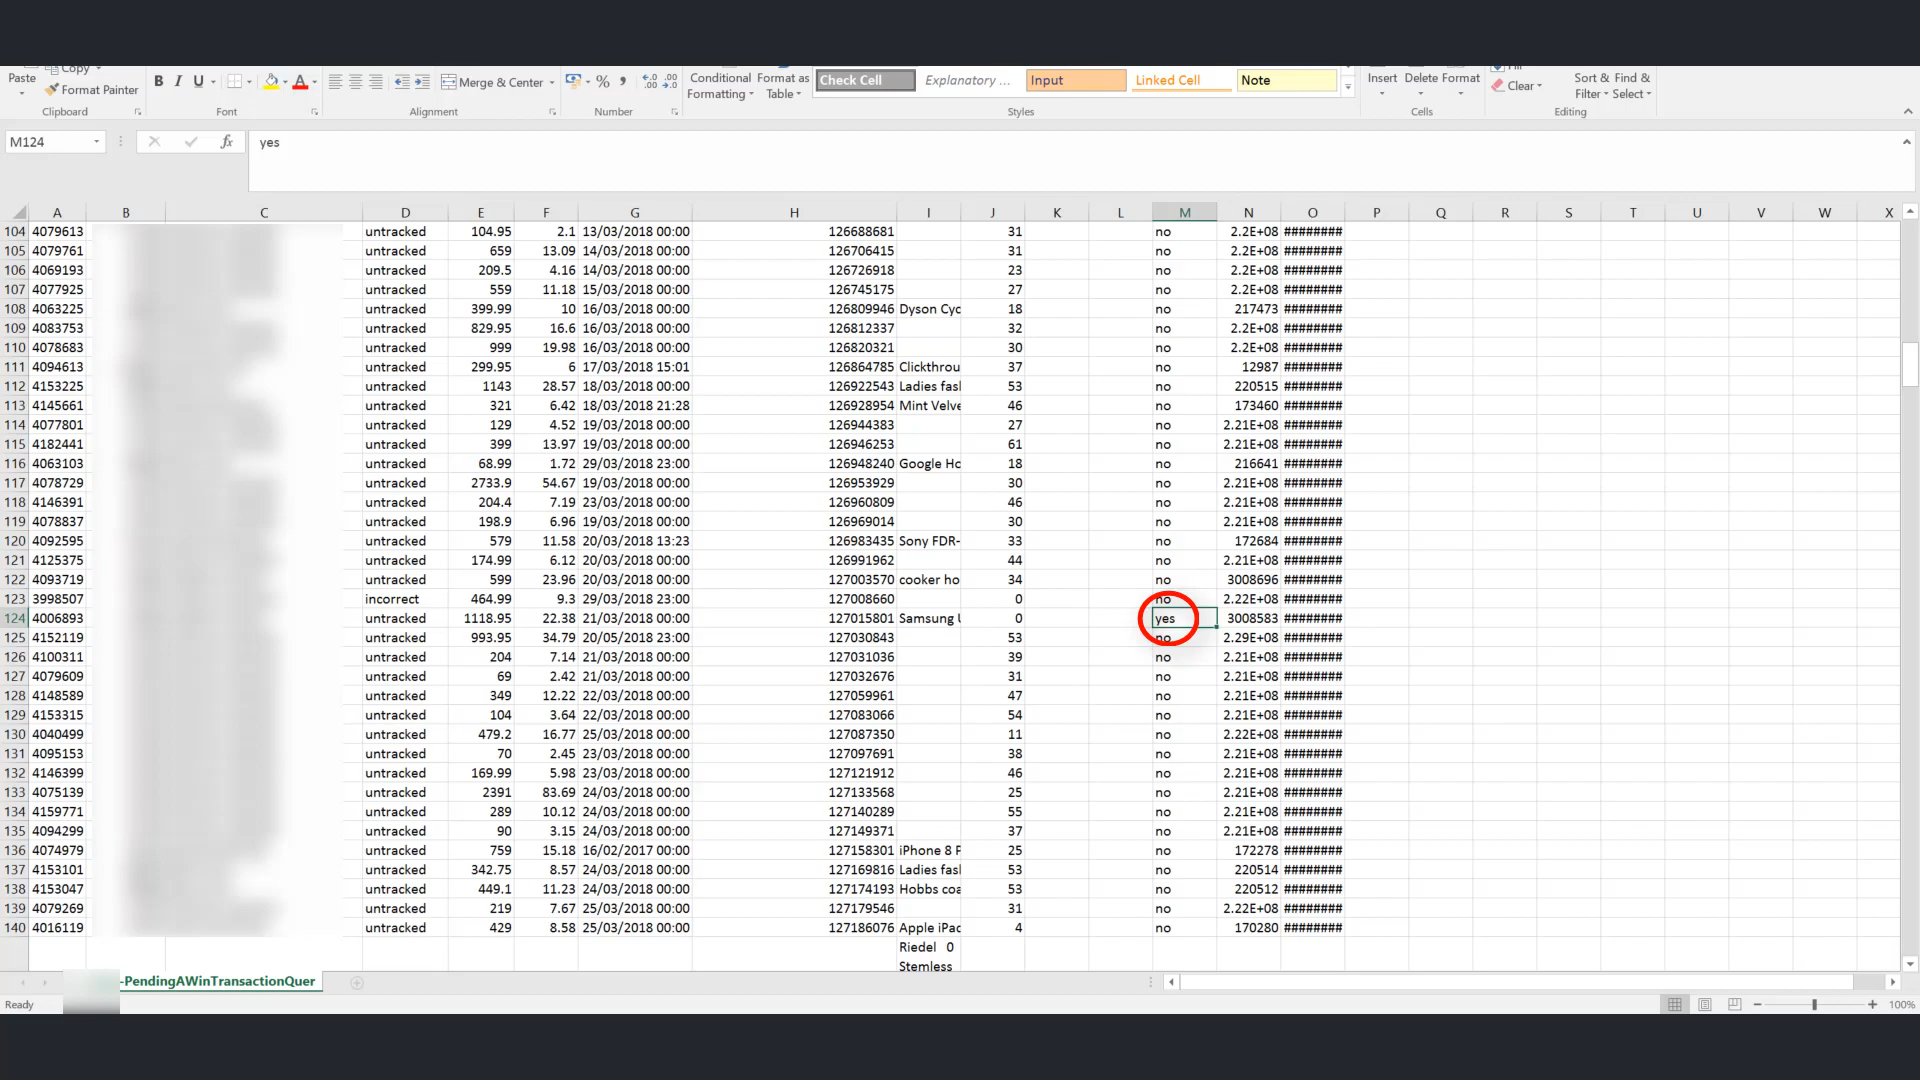 Paste Copy
Format Painter
B I U
Merge & Center
%
Conditional Formatting
Format as Table
Check Cell Explanatory ... Input Linked Cell Note
Insert Delete Format
Clear
Sort & Filter
Find & Select
Clipboard Font Alignment Number Styles Cells Editing
M124 fx yes
A B C D E F G H I J K L M N O P Q R S T U V W X
104 4079613 untracked 104.95 2.1 13/03/2018 00:00 126688681 31 no 2.2E+08 ########
105 4079761 untracked 659 13.09 14/03/2018 00:00 126706415 31 no 2.2E+08 ########
106 4069193 untracked 209.5 4.16 14/03/2018 00:00 126726918 23 no 2.2E+08 ########
107 4077925 untracked 559 11.18 15/03/2018 00:00 126745175 27 no 2.2E+08 ########
108 4063225 untracked 399.99 10 16/03/2018 00:00 126809946 Dyson Cyc 18 no 217473 ########
109 4083753 untracked 829.95 16.6 16/03/2018 00:00 126812337 32 no 2.2E+08 ########
110 4078683 untracked 999 19.98 16/03/2018 00:00 126820321 30 no 2.2E+08 ########
111 4094613 untracked 299.95 6 17/03/2018 15:01 126864785 Clickthrou 37 no 12987 ########
112 4153225 untracked 1143 28.57 18/03/2018 00:00 126922543 Ladies fasl 53 no 220515 ########
113 4145661 untracked 321 6.42 18/03/2018 21:28 126928954 Mint Velve 46 no 173460 ########
114 4077801 untracked 129 4.52 19/03/2018 00:00 126944383 27 no 2.21E+08 ########
115 4182441 untracked 399 13.97 19/03/2018 00:00 126946253 61 no 2.21E+08 ########
116 4063103 untracked 68.99 1.72 29/03/2018 23:00 126948240 Google Ho 18 no 216641 ########
117 4078729 untracked 2733.9 54.67 19/03/2018 00:00 126953929 30 no 2.21E+08 ########
118 4146391 untracked 204.4 7.19 23/03/2018 00:00 126960809 46 no 2.21E+08 ########
119 4078837 untracked 198.9 6.96 19/03/2018 00:00 126969014 30 no 2.21E+08 ########
120 4092595 untracked 579 11.58 20/03/2018 13:23 126983435 Sony FDR- 33 no 172684 ########
121 4125375 untracked 174.99 6.12 20/03/2018 00:00 126991962 44 no 2.21E+08 ########
122 4093719 untracked 599 23.96 20/03/2018 00:00 127003570 cooker ho 34 no 3008696 ########
123 3998507 incorrect 464.99 9.3 29/03/2018 23:00 127008660 0 no 2.22E+08 ########
124 4006893 untracked 1118.95 22.38 21/03/2018 00:00 127015801 Samsung U 0 yes 3008583 ########
125 4152119 untracked 993.95 34.79 20/05/2018 23:00 127030843 53 no 2.29E+08 ########
126 4100311 untracked 204 7.14 21/03/2018 00:00 127031036 39 no 2.21E+08 ########
127 4079609 untracked 69 2.42 21/03/2018 00:00 127032676 31 no 2.21E+08 ########
128 4148589 untracked 349 12.22 22/03/2018 00:00 127059961 47 no 2.21E+08 ########
129 4153315 untracked 104 3.64 22/03/2018 00:00 127083066 54 no 2.21E+08 ########
130 4040499 untracked 479.2 16.77 25/03/2018 00:00 127087350 11 no 2.22E+08 ########
131 4095153 untracked 70 2.45 23/03/2018 00:00 127097691 38 no 2.21E+08 ########
132 4146399 untracked 169.99 5.98 23/03/2018 00:00 127121912 46 no 2.21E+08 ########
133 4075139 untracked 2391 83.69 24/03/2018 00:00 127133568 25 no 2.21E+08 ########
134 4159771 untracked 289 10.12 24/03/2018 00:00 127140289 55 no 2.21E+08 ########
135 4094299 untracked 90 3.15 24/03/2018 00:00 127149371 37 no 2.21E+08 ########
136 4074979 untracked 759 15.18 16/02/2017 00:00 127158301 iPhone 8 P 25 no 172278 ########
137 4153101 untracked 342.75 8.57 24/03/2018 00:00 127169816 Ladies fasl 53 no 220514 ########
138 4153047 untracked 449.1 11.23 24/03/2018 00:00 127174193 Hobbs coa 53 no 220512 ########
139 4079269 untracked 219 7.67 25/03/2018 00:00 127179546 31 no 2.22E+08 ########
140 4016119 untracked 429 8.58 25/03/2018 00:00 127186076 Apple iPac 4 no 170280 ########
Riedel 0
Stemless
-PendingAWinTransactionQuer
Ready 100%